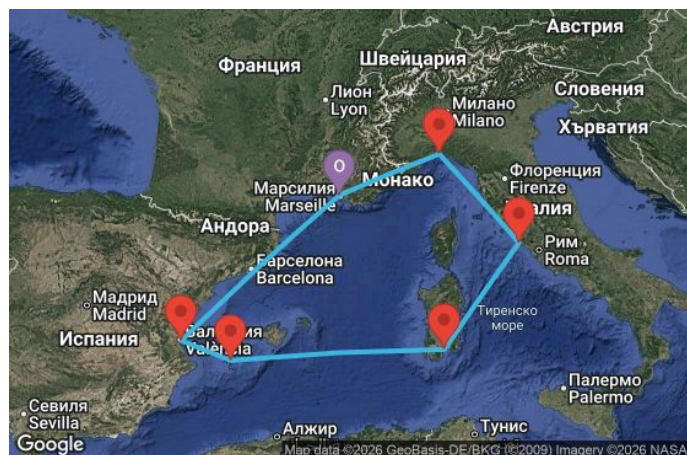 Австрия
Швейцария
Франция
Словения
Лион
Lyon
Милано
Milano
Хърватия
O
Монако
Флоренция
Firenze
Марсилия
Marseille
Андора
Рим
Roma
Барселона
Barcelona
Мадрид
Madrid
Тиренско
море
Испания
València
Палермо
Palermo
Севиля
Sevilla
Алжир
Тунис
Google
Map data ©2026 GeoBasis-DE/BKG (©2009) Imagery ©2026 NASA